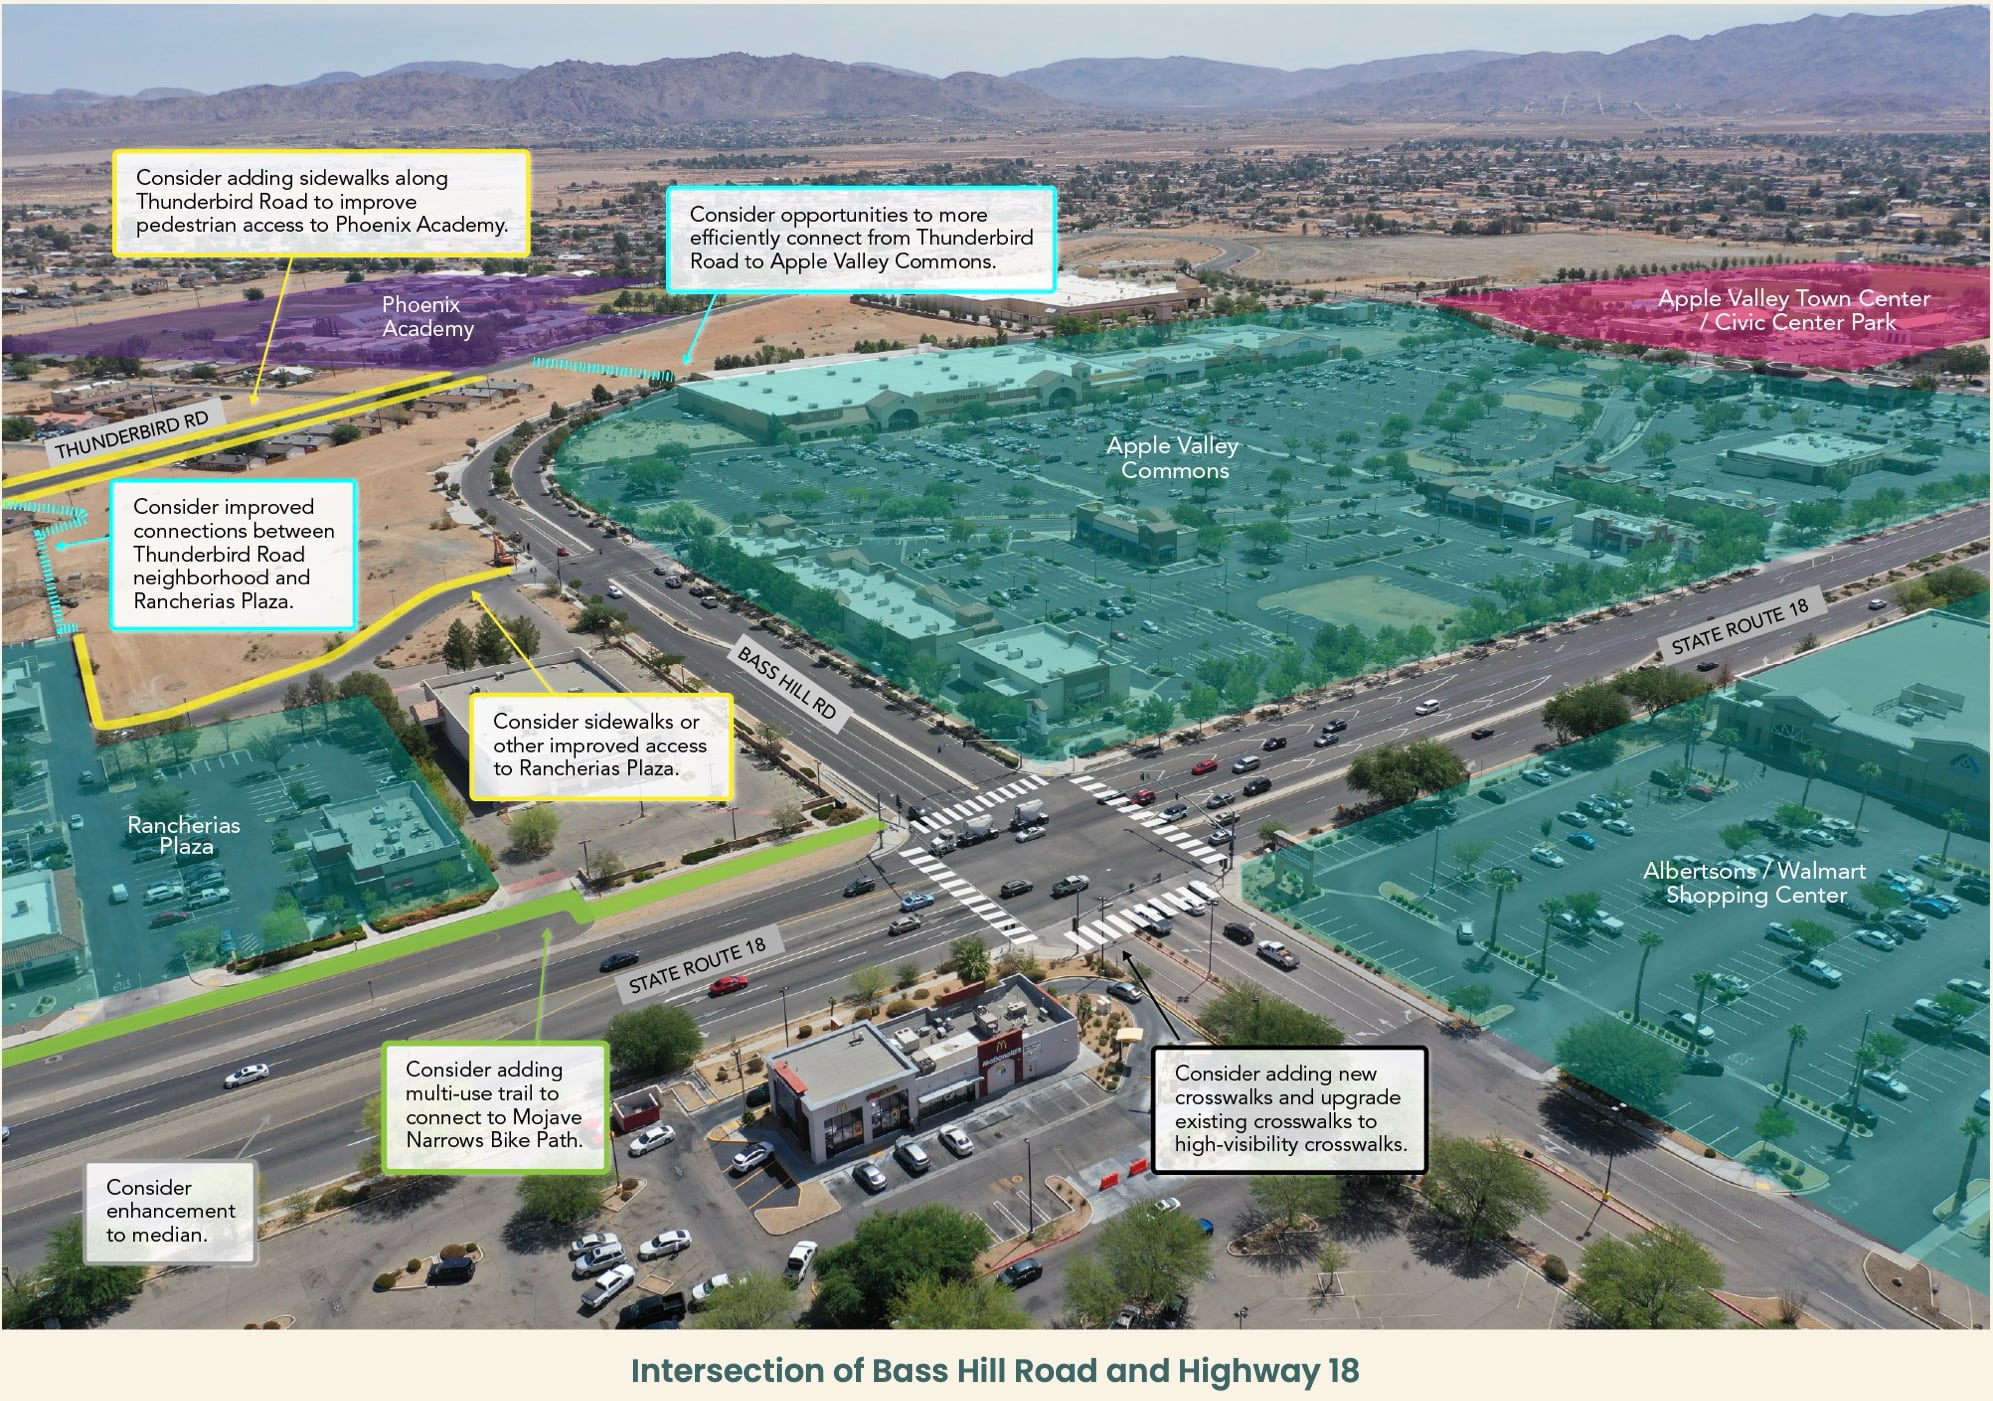 Consider adding sidewalks along
Thunderbird Road to improve
pedestrian access to Phoenix Academy.
Consider opportunities to more
efficiently connect from Thunderbird
Road to Apple Valley Commons.
Phoenix
Academy
Apple Valley Town Center
/ Civic Center Park
THUNDERBIRD RD
Apple Valley
Commons
Consider improved
connections between
Thunderbird Road
neighborhood and
Rancherias Plaza.
STATE ROUTE 18
BASS HILL RD
Consider sidewalks or
other improved access
to Rancherias Plaza.
Rancherias
Plaza
Albertsons / Walmart
Shopping Center
STATE ROUTE 18
McDonald's
Consider adding
multi-use trail to
connect to Mojave
Narrows Bike Path.
Consider adding new
crosswalks and upgrade
existing crosswalks to
high-visibility crosswalks.
Consider
enhancement
to median.
Intersection of Bass Hill Road and Highway 18